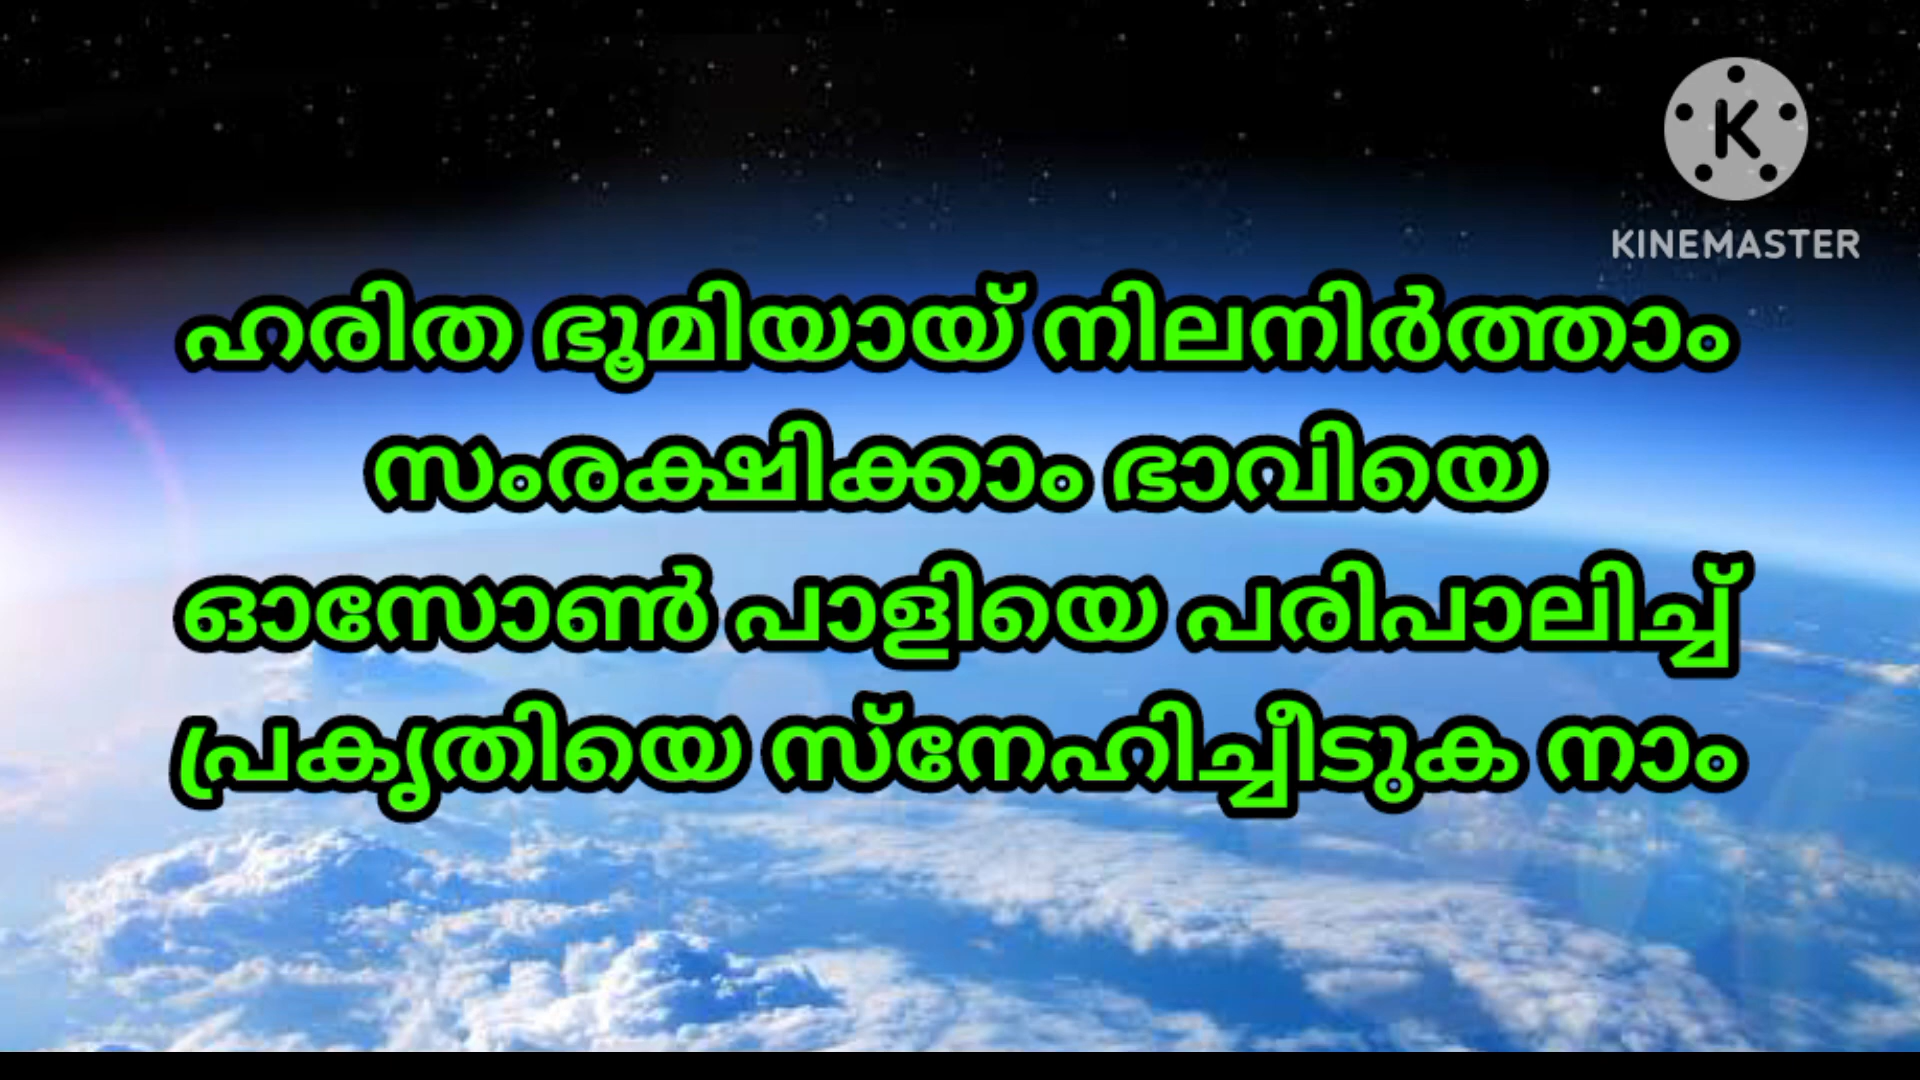 KINEMASTER
ഹരിത ഭൂമിയായ് നിലനിർത്താം
സംരക്ഷിക്കാം ഭാവിയെ
ഓസോൺ പാളിയെ പരിപാലിച്ച്
പ്രകൃതിയെ സ്നേഹിച്ചീടുക നാം